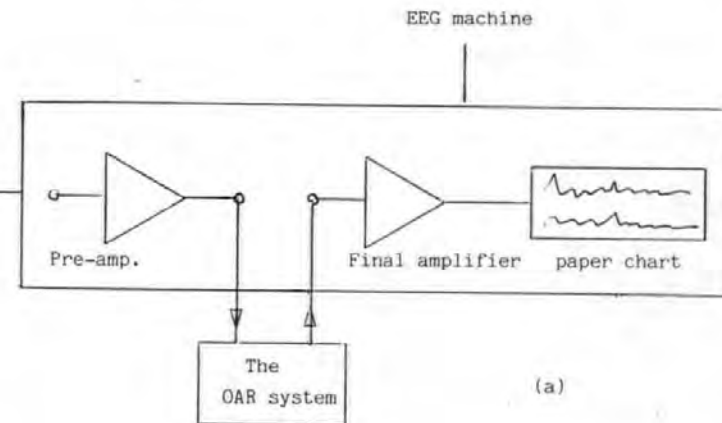 EEG machine
Pre-amp.
Final amplifier
paper chart
The
OAR system
(a)